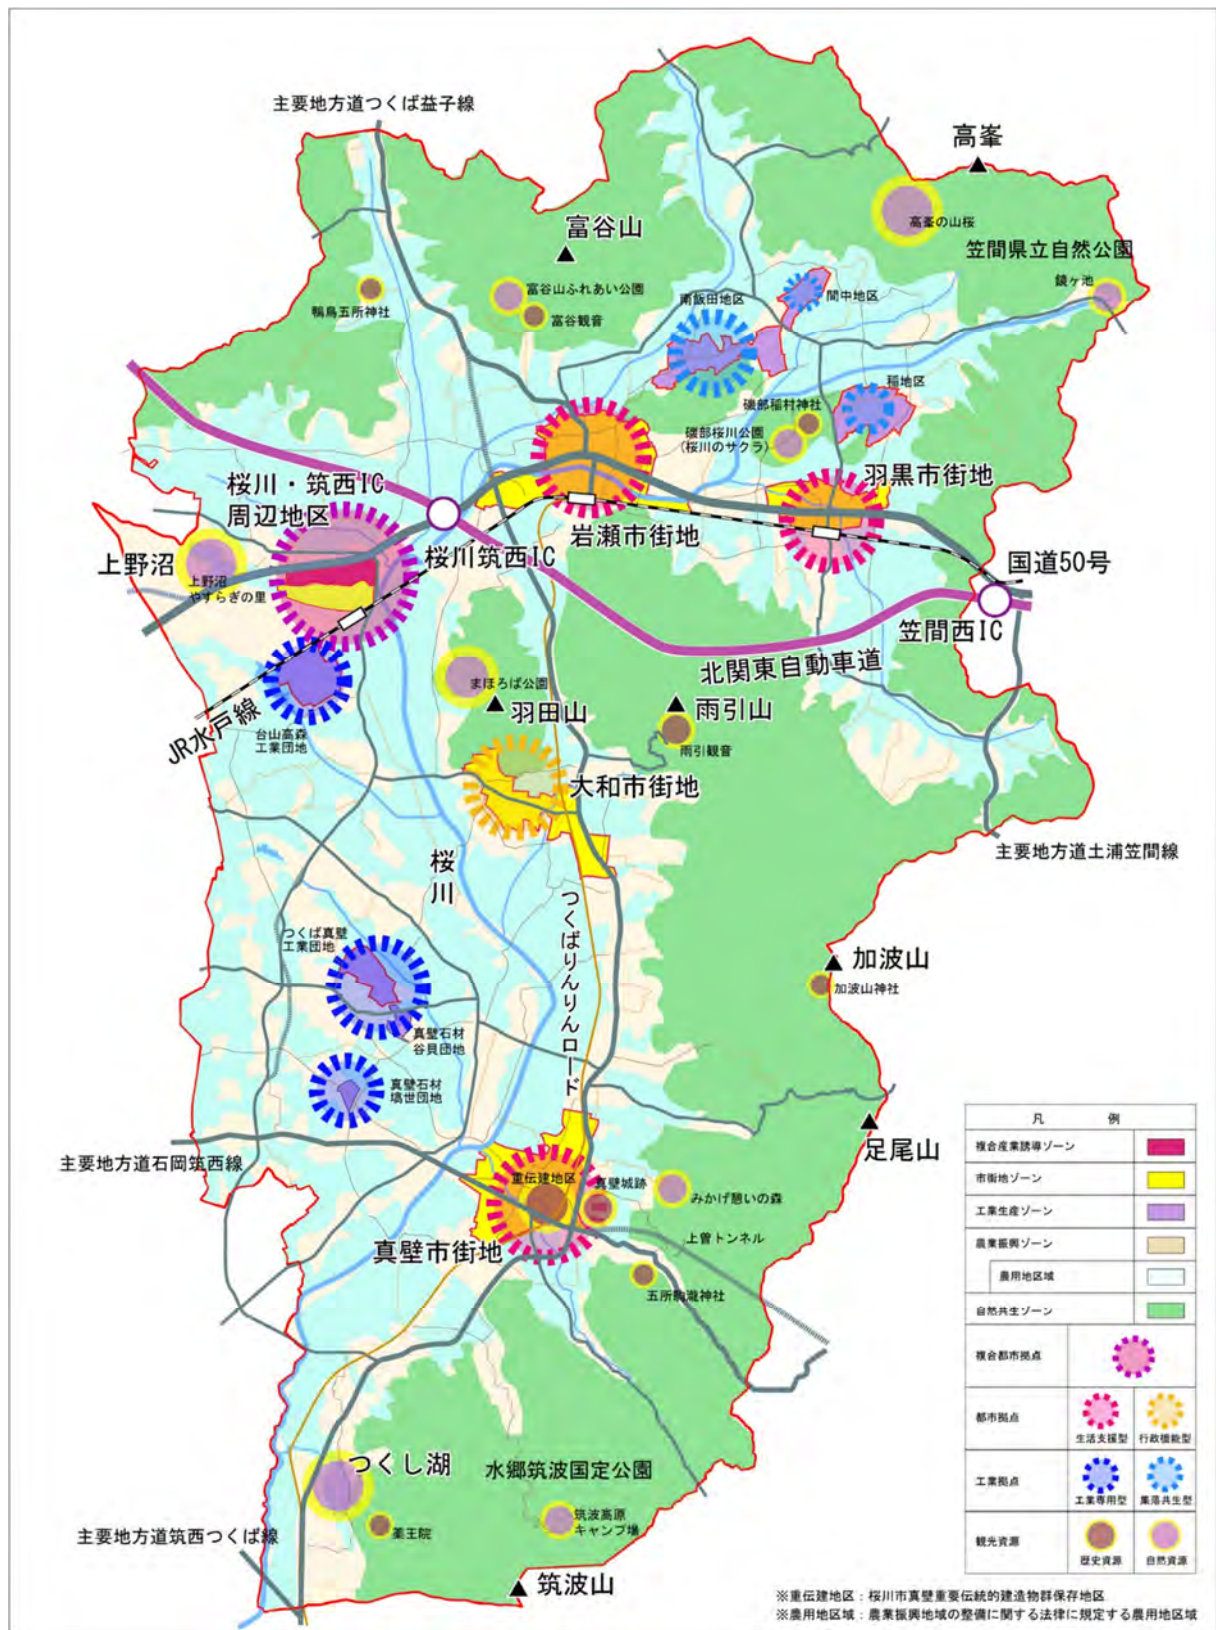 主要地方道つくば益子線
高峯
富谷山
高峯の山桜
笠間県立自然公園
鏡ヶ池
鴨鳥五所神社
富谷山ふれあい公園
富谷観音
南飯田地区
間中地区
稲地区
磯部稲村神社
磯部桜川公園
(桜川のサクラ)
羽黒市街地
桜川・筑西IC
周辺地区
岩瀬市街地
桜川筑西IC
上野沼
上野沼
やすらぎの里
国道50号
笠間西IC
北関東自動車道
JR水戸線
台山高森
工業団地
まほろば公園
羽田山
雨引山
雨引観音
大和市街地
主要地方道土浦笠間線
桜川
つくばりんりんロード
つくば真壁
工業団地
加波山
加波山神社
真壁石材
谷貝団地
真壁石材
塙世団地
足尾山
主要地方道石岡筑西線
重伝建地区
真壁城跡
みかげ憩いの森
真壁市街地
上曽トンネル
五所駒瀧神社
つくし湖
水郷筑波国定公園
薬王院
筑波高原
キャンプ場
主要地方道筑西つくば線
筑波山
凡 例
複合産業誘導ゾーン
市街地ゾーン
工業生産ゾーン
農業振興ゾーン
農用地区域
自然共生ゾーン
複合都市拠点
都市拠点
生活支援型 行政機能型
工業拠点
工業専用型 集落共生型
観光資源
歴史資源 自然資源
※重伝建地区：桜川市真壁重要伝統的建造物群保存地区
※農用地区域：農業振興地域の整備に関する法律に規定する農用地区域